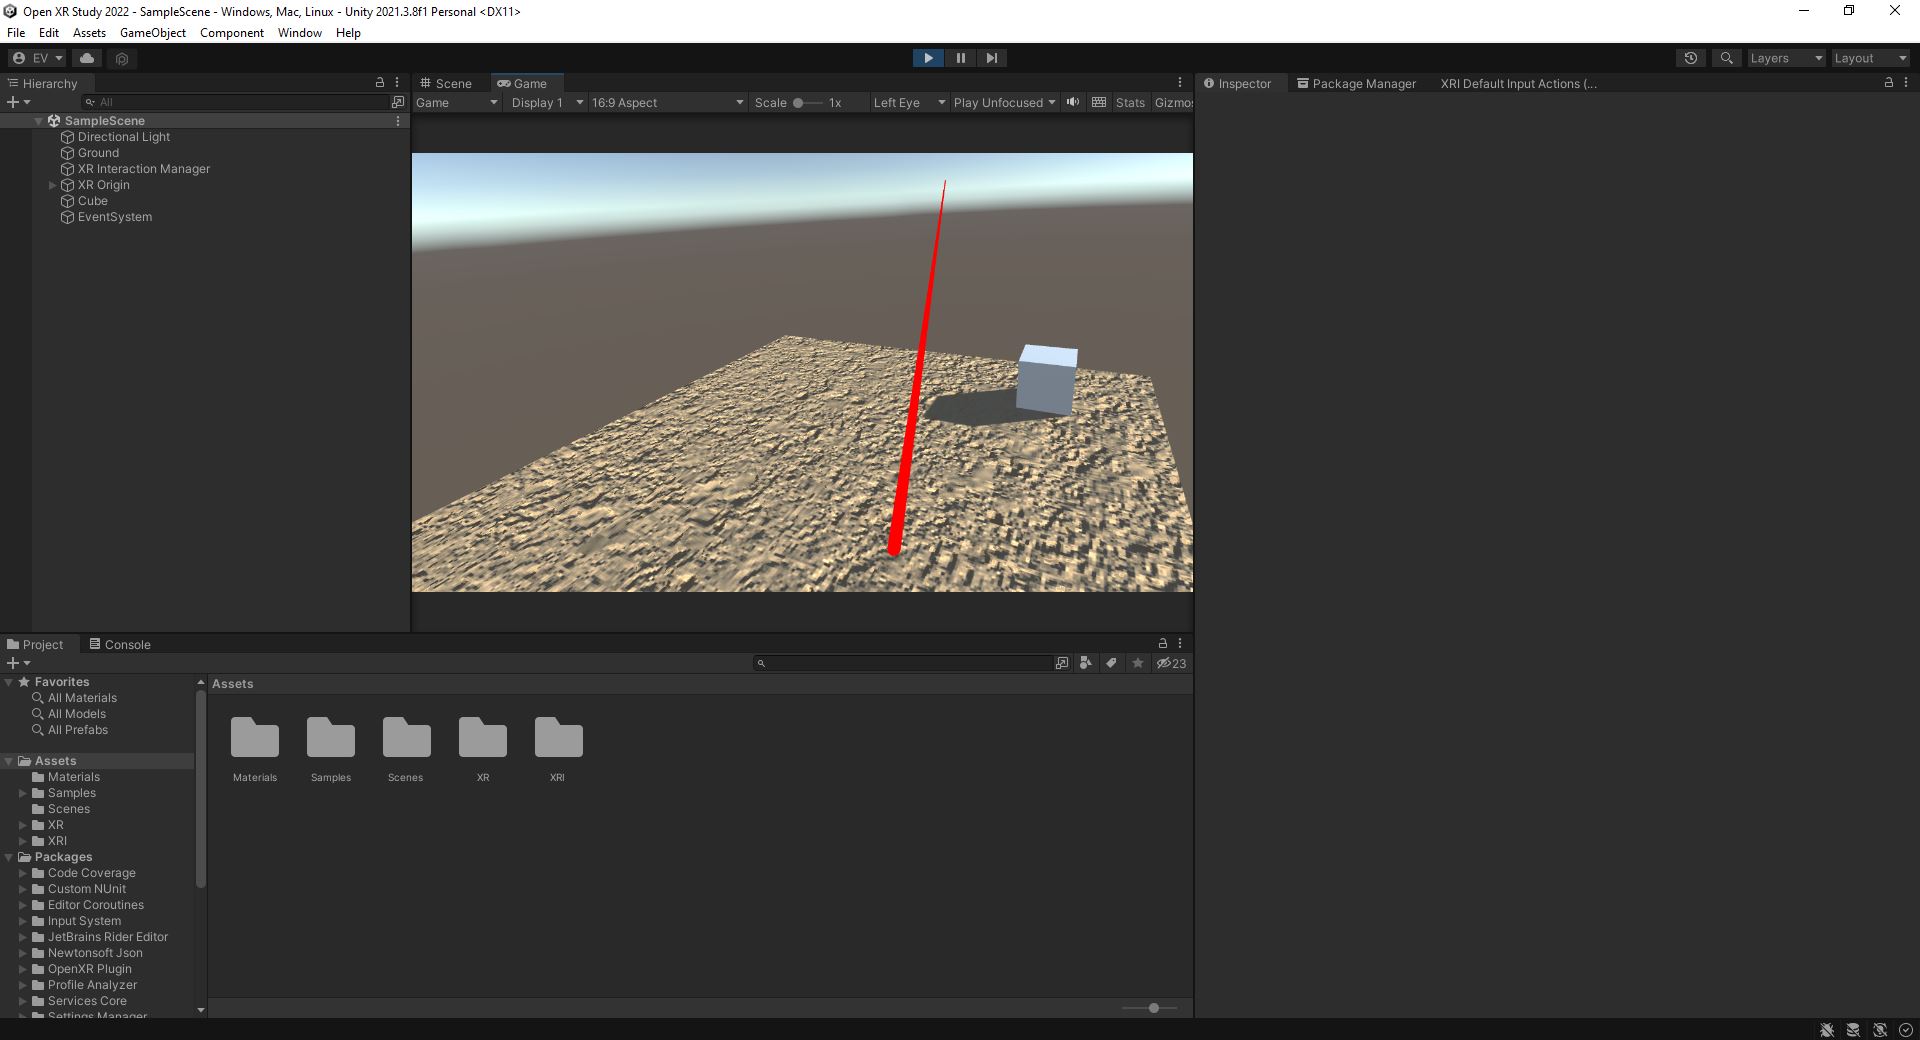 Open XR Study 2022 - SampleScene - Windows, Mac, Linux - Unity 2021.3.8f1 Personal <DX11>
File Edit Assets GameObject Component Window Help
EV
Layers Layout
Hierarchy
Scene Game
Inspector Package Manager XRI Default Input Actions (...
All
Game Display 1 16:9 Aspect Scale 1x Left Eye Play Unfocused Stats Gizmos
SampleScene
Directional Light
Ground
XR Interaction Manager
XR Origin
Cube
EventSystem
Project Console
23
Favorites
All Materials
All Models
All Prefabs
Assets
Materials
Samples
Scenes
XR
XRI
Packages
Code Coverage
Custom NUnit
Editor Coroutines
Input System
JetBrains Rider Editor
Newtonsoft Json
OpenXR Plugin
Profile Analyzer
Services Core
Settings Manager
Assets
Materials Samples Scenes XR XRI